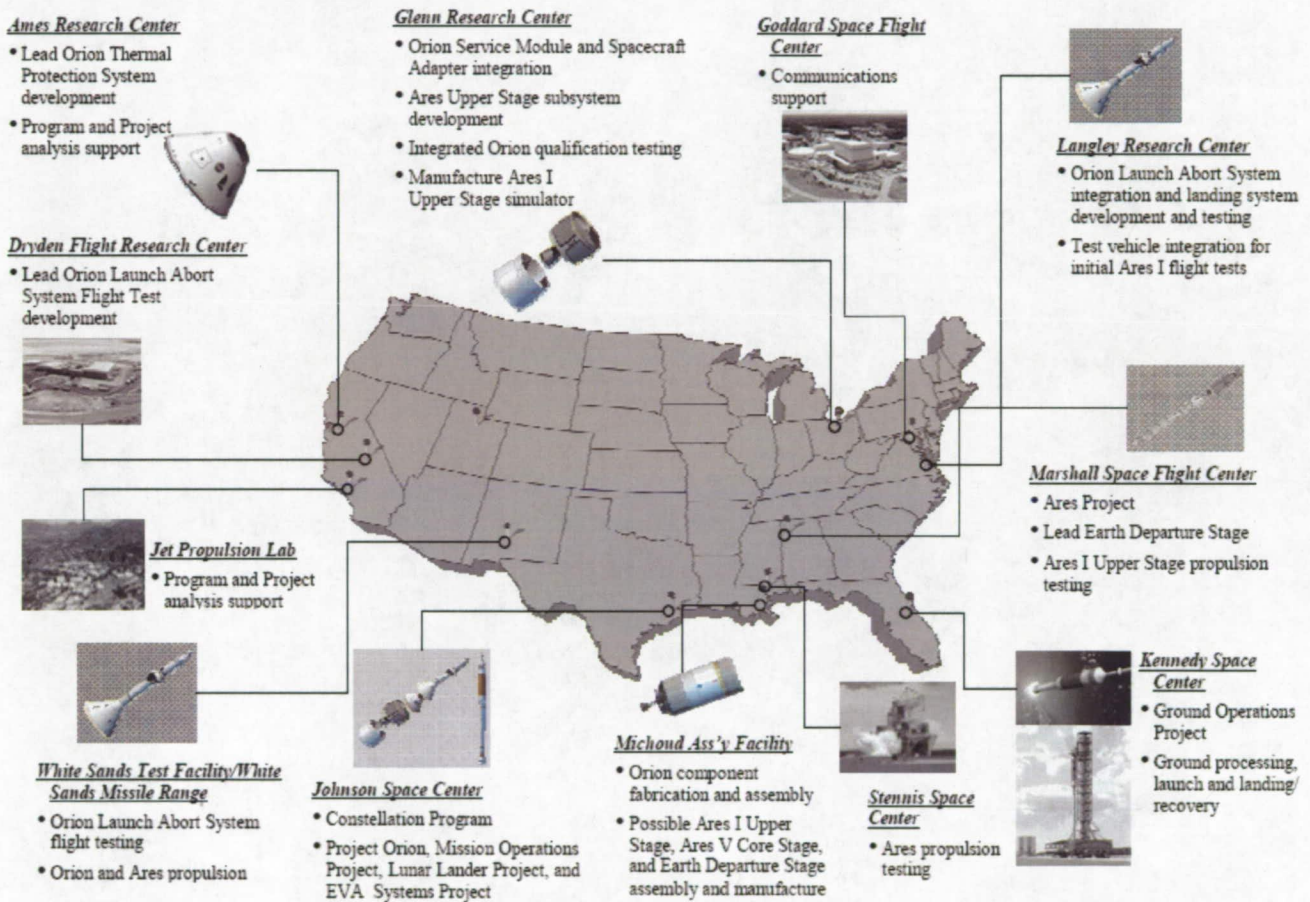 Ames Research Center
• Lead Orion Thermal
Protection System
development
• Program and Project
analysis support
Glenn Research Center
• Orion Service Module and Spacecraft
Adapter integration
• Ares Upper Stage subsystem
development
• Integrated Orion qualification testing
• Manufacture Ares I
Upper Stage simulator
Goddard Space Flight
Center
• Communications
support
Langley Research Center
• Orion Launch Abort System
integration and landing system
development and testing
• Test vehicle integration for
initial Ares I flight tests
Dryden Flight Research Center
• Lead Orion Launch Abort
System Flight Test
development
Marshall Space Flight Center
• Ares Project
• Lead Earth Departure Stage
• Ares I Upper Stage propulsion
testing
Jet Propulsion Lab
• Program and Project
analysis support
White Sands Test Facility/White
Sands Missile Range
• Orion Launch Abort System
flight testing
• Orion and Ares propulsion
Johnson Space Center
• Constellation Program
• Project Orion, Mission Operations
Project, Lunar Lander Project, and
EVA Systems Project
Michoud Ass'y Facility
• Orion component
fabrication and assembly
• Possible Ares I Upper
Stage, Ares V Core Stage,
and Earth Departure Stage
assembly and manufacture
Stennis Space
Center
• Ares propulsion
testing
Kennedy Space
Center
• Ground Operations
Project
• Ground processing,
launch and landing/
recovery